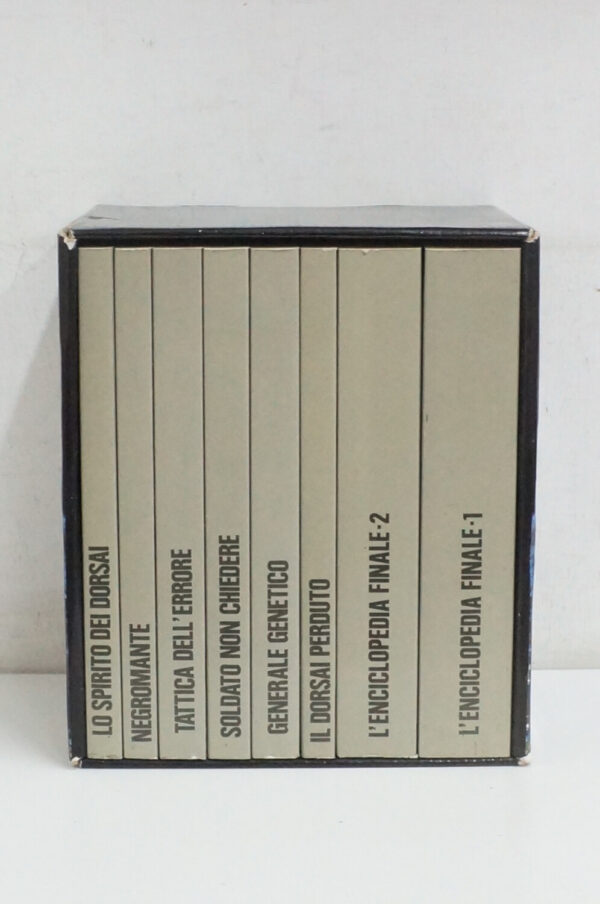 LO SPIRITO DEI DORSAI
NEGROMANTE
TATTICA DELL'ERRORE
SOLDATO NON CHIEDERE
GENERALE GENETICO
IL DORSAI PERDUTO
L'ENCICLOPEDIA FINALE·2
L'ENCICLOPEDIA FINALE·1